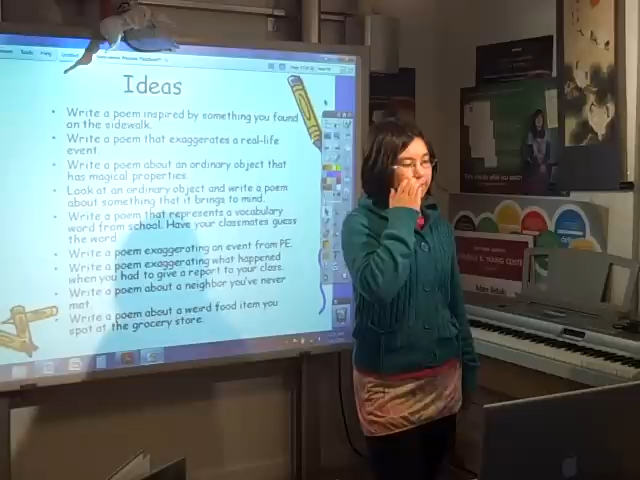 Ideas
• Write a poem inspired by something you found
on the sidewalk.
• Write a poem that exaggerates a real-life
event.
• Write a poem about an ordinary object that
has magical properties.
• Look at an ordinary object and write a poem
about something that it brings to mind.
• Write a poem that represents a vocabulary
word from school. Have your classmates guess
the word.
• Write a poem exaggerating an event from PE.
• Write a poem exaggerating what happened
when you had to give a report to your class.
• Write a poem about a neighbor you've never
met.
• Write a poem about a weird food item you
spot at the grocery store.